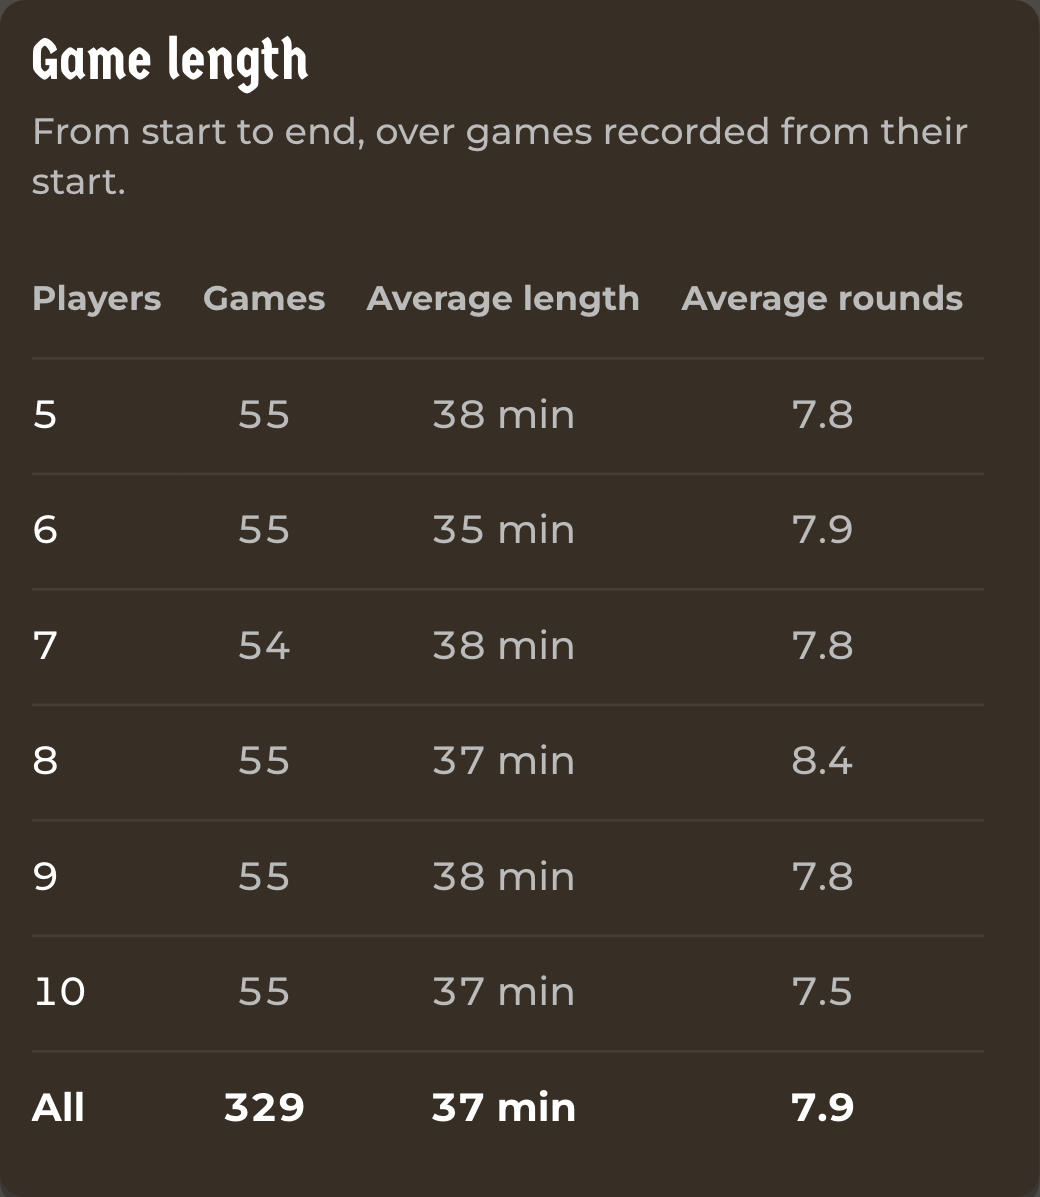 Game length
From start to end, over games recorded from their
start.
Players Games Average length Average rounds
5 55 38 min 7.8
6 55 35 min 7.9
7 54 38 min 7.8
8 55 37 min 8.4
9 55 38 min 7.8
10 55 37 min 7.5
All 329 37 min 7.9